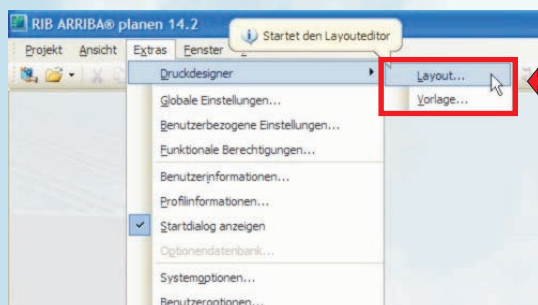 RIB ARRIBA® planen 14.2
Startet den Layouteditor
Projekt Ansicht Extras Fenster
Druckdesigner
Layout...
Vorlage...
Globale Einstellungen...
Benutzerbezogene Einstellungen...
Funktionale Berechtigungen...
Benutzerinformationen...
Profilinformationen...
Startdialog anzeigen
Optionendatenbank...
Systemoptionen...
Benutzeroptionen...